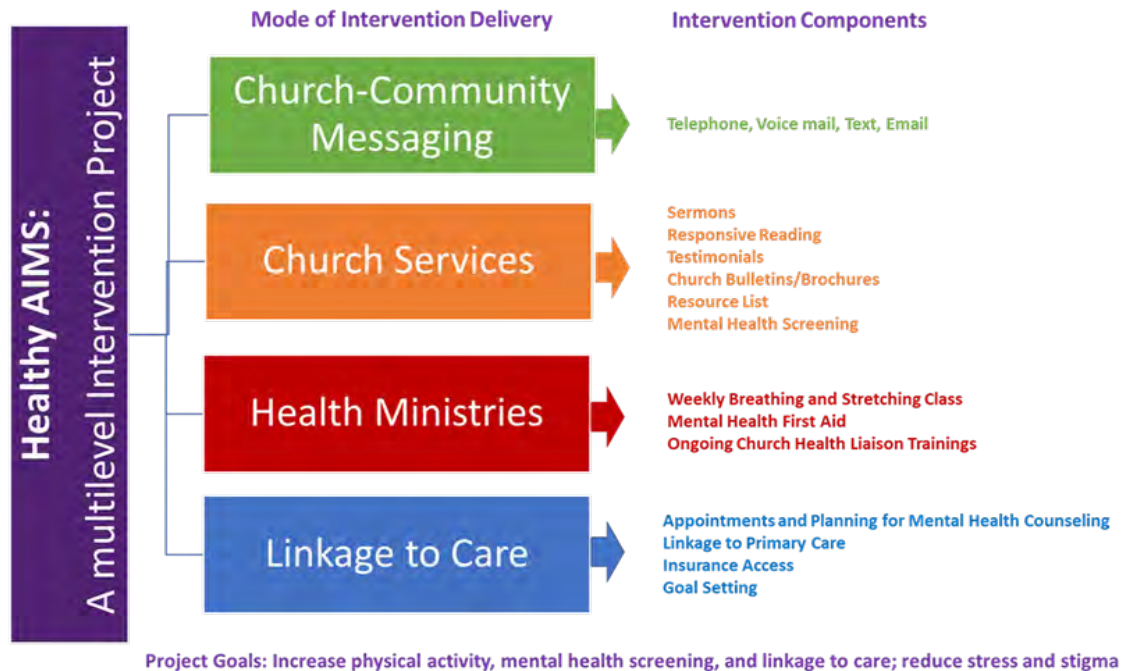 Mode of Intervention Delivery
Intervention Components
Healthy AIMS:
A multilevel Intervention Project
Church-Community
Messaging
Telephone, Voice mail, Text, Email
Church Services
Sermons
Responsive Reading
Testimonials
Church Bulletins/Brochures
Resource List
Mental Health Screening
Health Ministries
Weekly Breathing and Stretching Class
Mental Health First Aid
Ongoing Church Health Liaison Trainings
Linkage to Care
Appointments and Planning for Mental Health Counseling
Linkage to Primary Care
Insurance Access
Goal Setting
Project Goals: Increase physical activity, mental health screening, and linkage to care; reduce stress and stigma